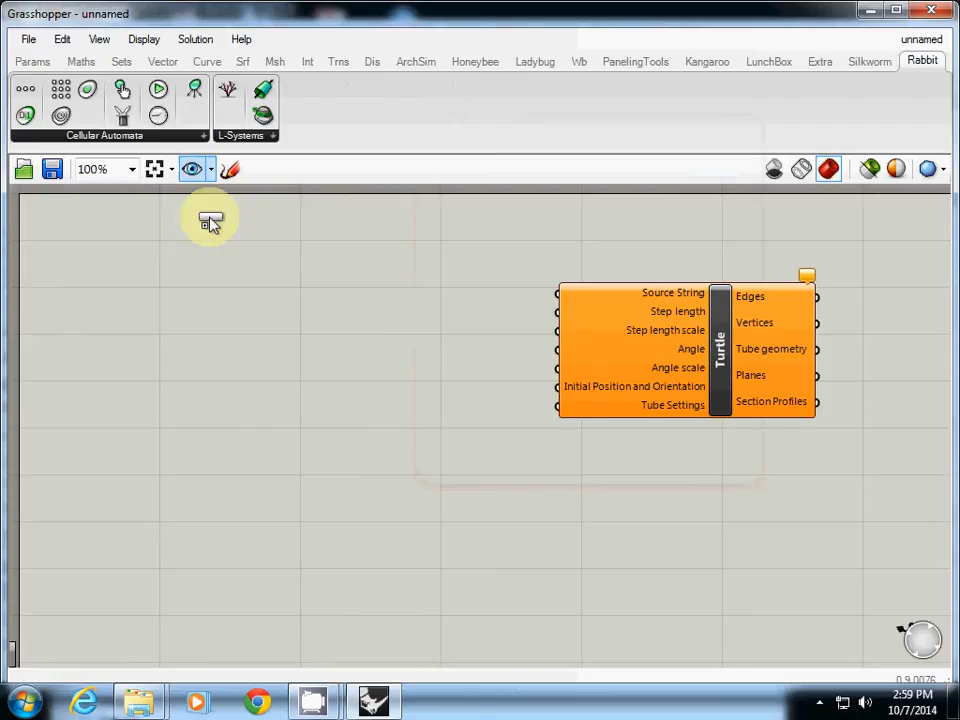 Grasshopper - unnamed
File Edit View Display Solution Help unnamed
Params Maths Sets Vector Curve Srf Msh Int Trns Dis ArchSim Honeybee Ladybug Wb PanelingTools Kangaroo LunchBox Extra Silkworm Rabbit
Cellular Automata + L-Systems +
100%
Source String
Step length
Step length scale
Angle
Angle scale
Initial Position and Orientation
Tube Settings
Turtle
Edges
Vertices
Tube geometry
Planes
Section Profiles
0.9.0076
2:59 PM
10/7/2014